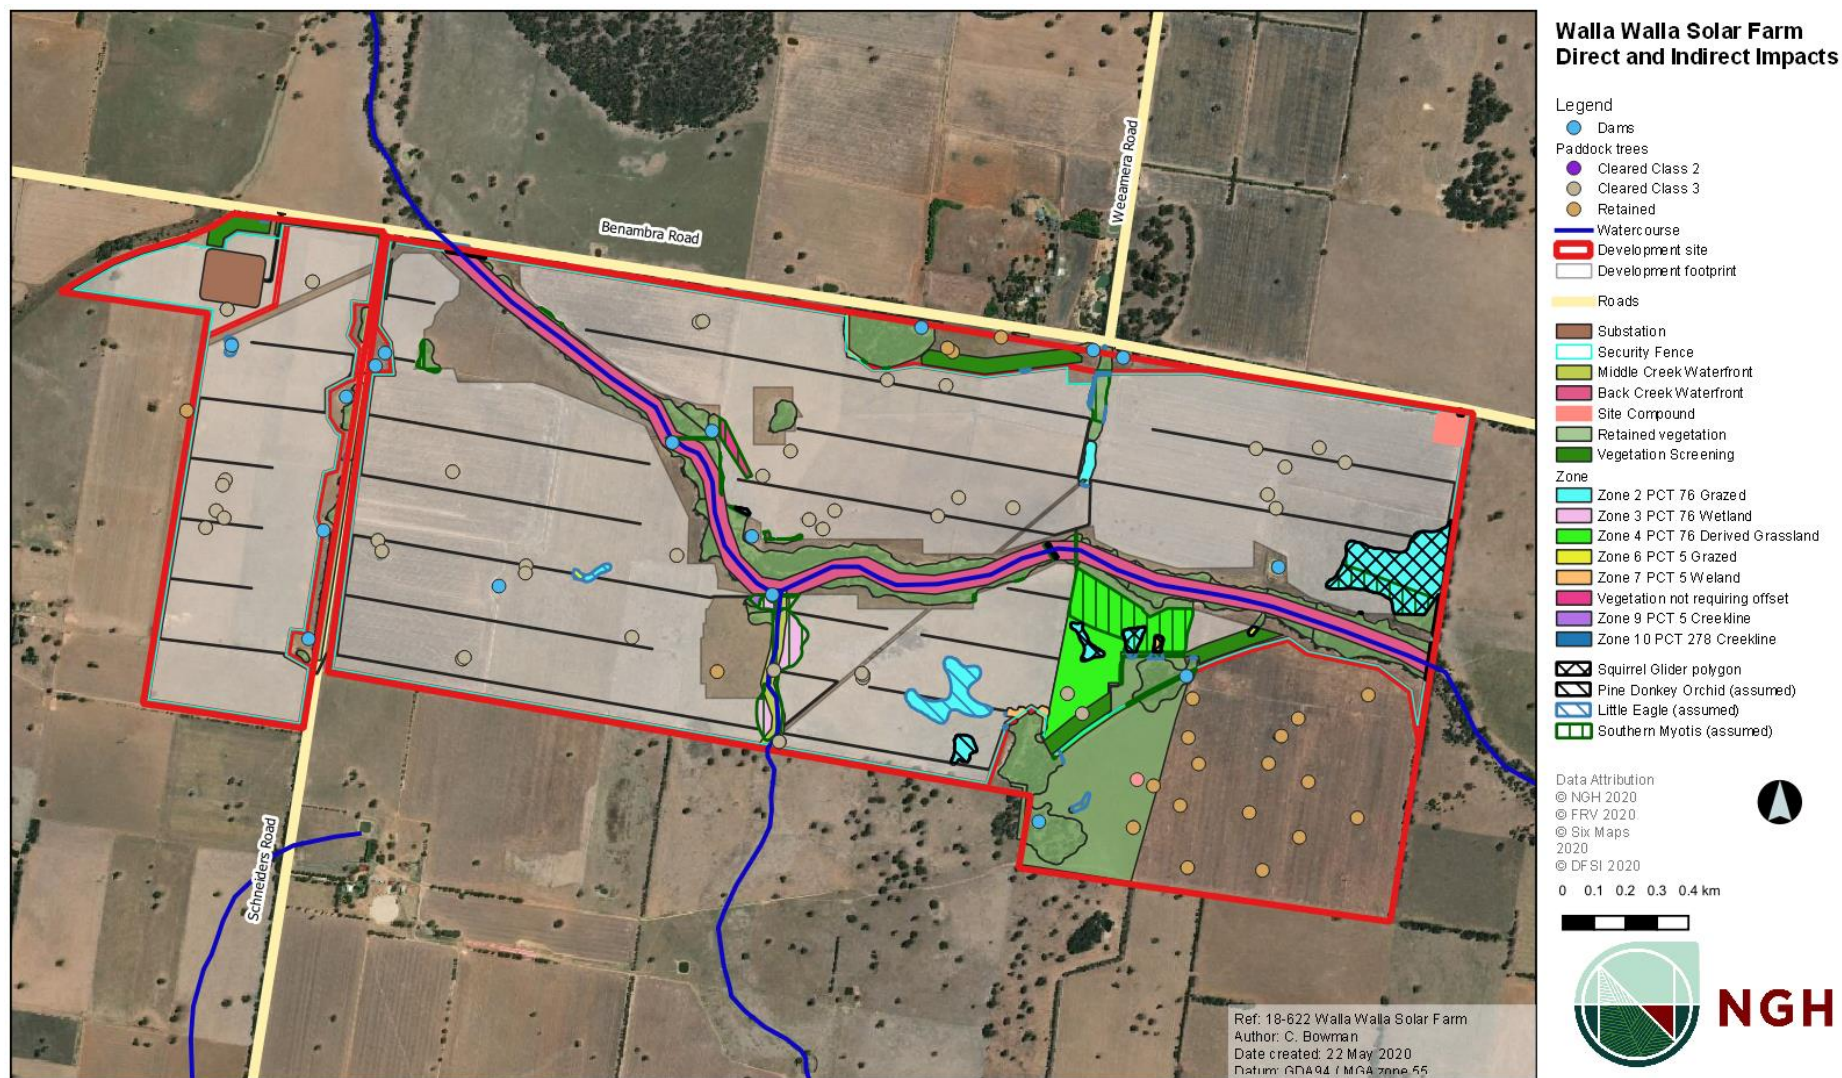 Walla Walla Solar Farm
Direct and Indirect Impacts
Legend
Dams
Paddock trees
Cleared Class 2
Cleared Class 3
Retained
Watercourse
Development site
Development footprint
Roads
Substation
Security Fence
Middle Creek Waterfront
Back Creek Waterfront
Site Compound
Retained vegetation
Vegetation Screening
Zone
Zone 2 PCT 76 Grazed
Zone 3 PCT 76 Wetland
Zone 4 PCT 76 Derived Grassland
Zone 6 PCT 5 Grazed
Zone 7 PCT 5 Weland
Vegetation not requiring offset
Zone 9 PCT 5 Creekline
Zone 10 PCT 278 Creekline
Squirrel Glider polygon
Pine Donkey Orchid (assumed)
Little Eagle (assumed)
Southern Myotis (assumed)
Data Attribution
© NGH 2020
© FRV 2020
© Six Maps
2020
© DFSI 2020
0 0.1 0.2 0.3 0.4 km
NGH
Benambra Road
Weeamera Road
Schneiders Road
Ref: 18-622 Walla Walla Solar Farm
Author: C. Bowman
Date created: 22 May 2020
Datum: GDA94 / MGA zone 55